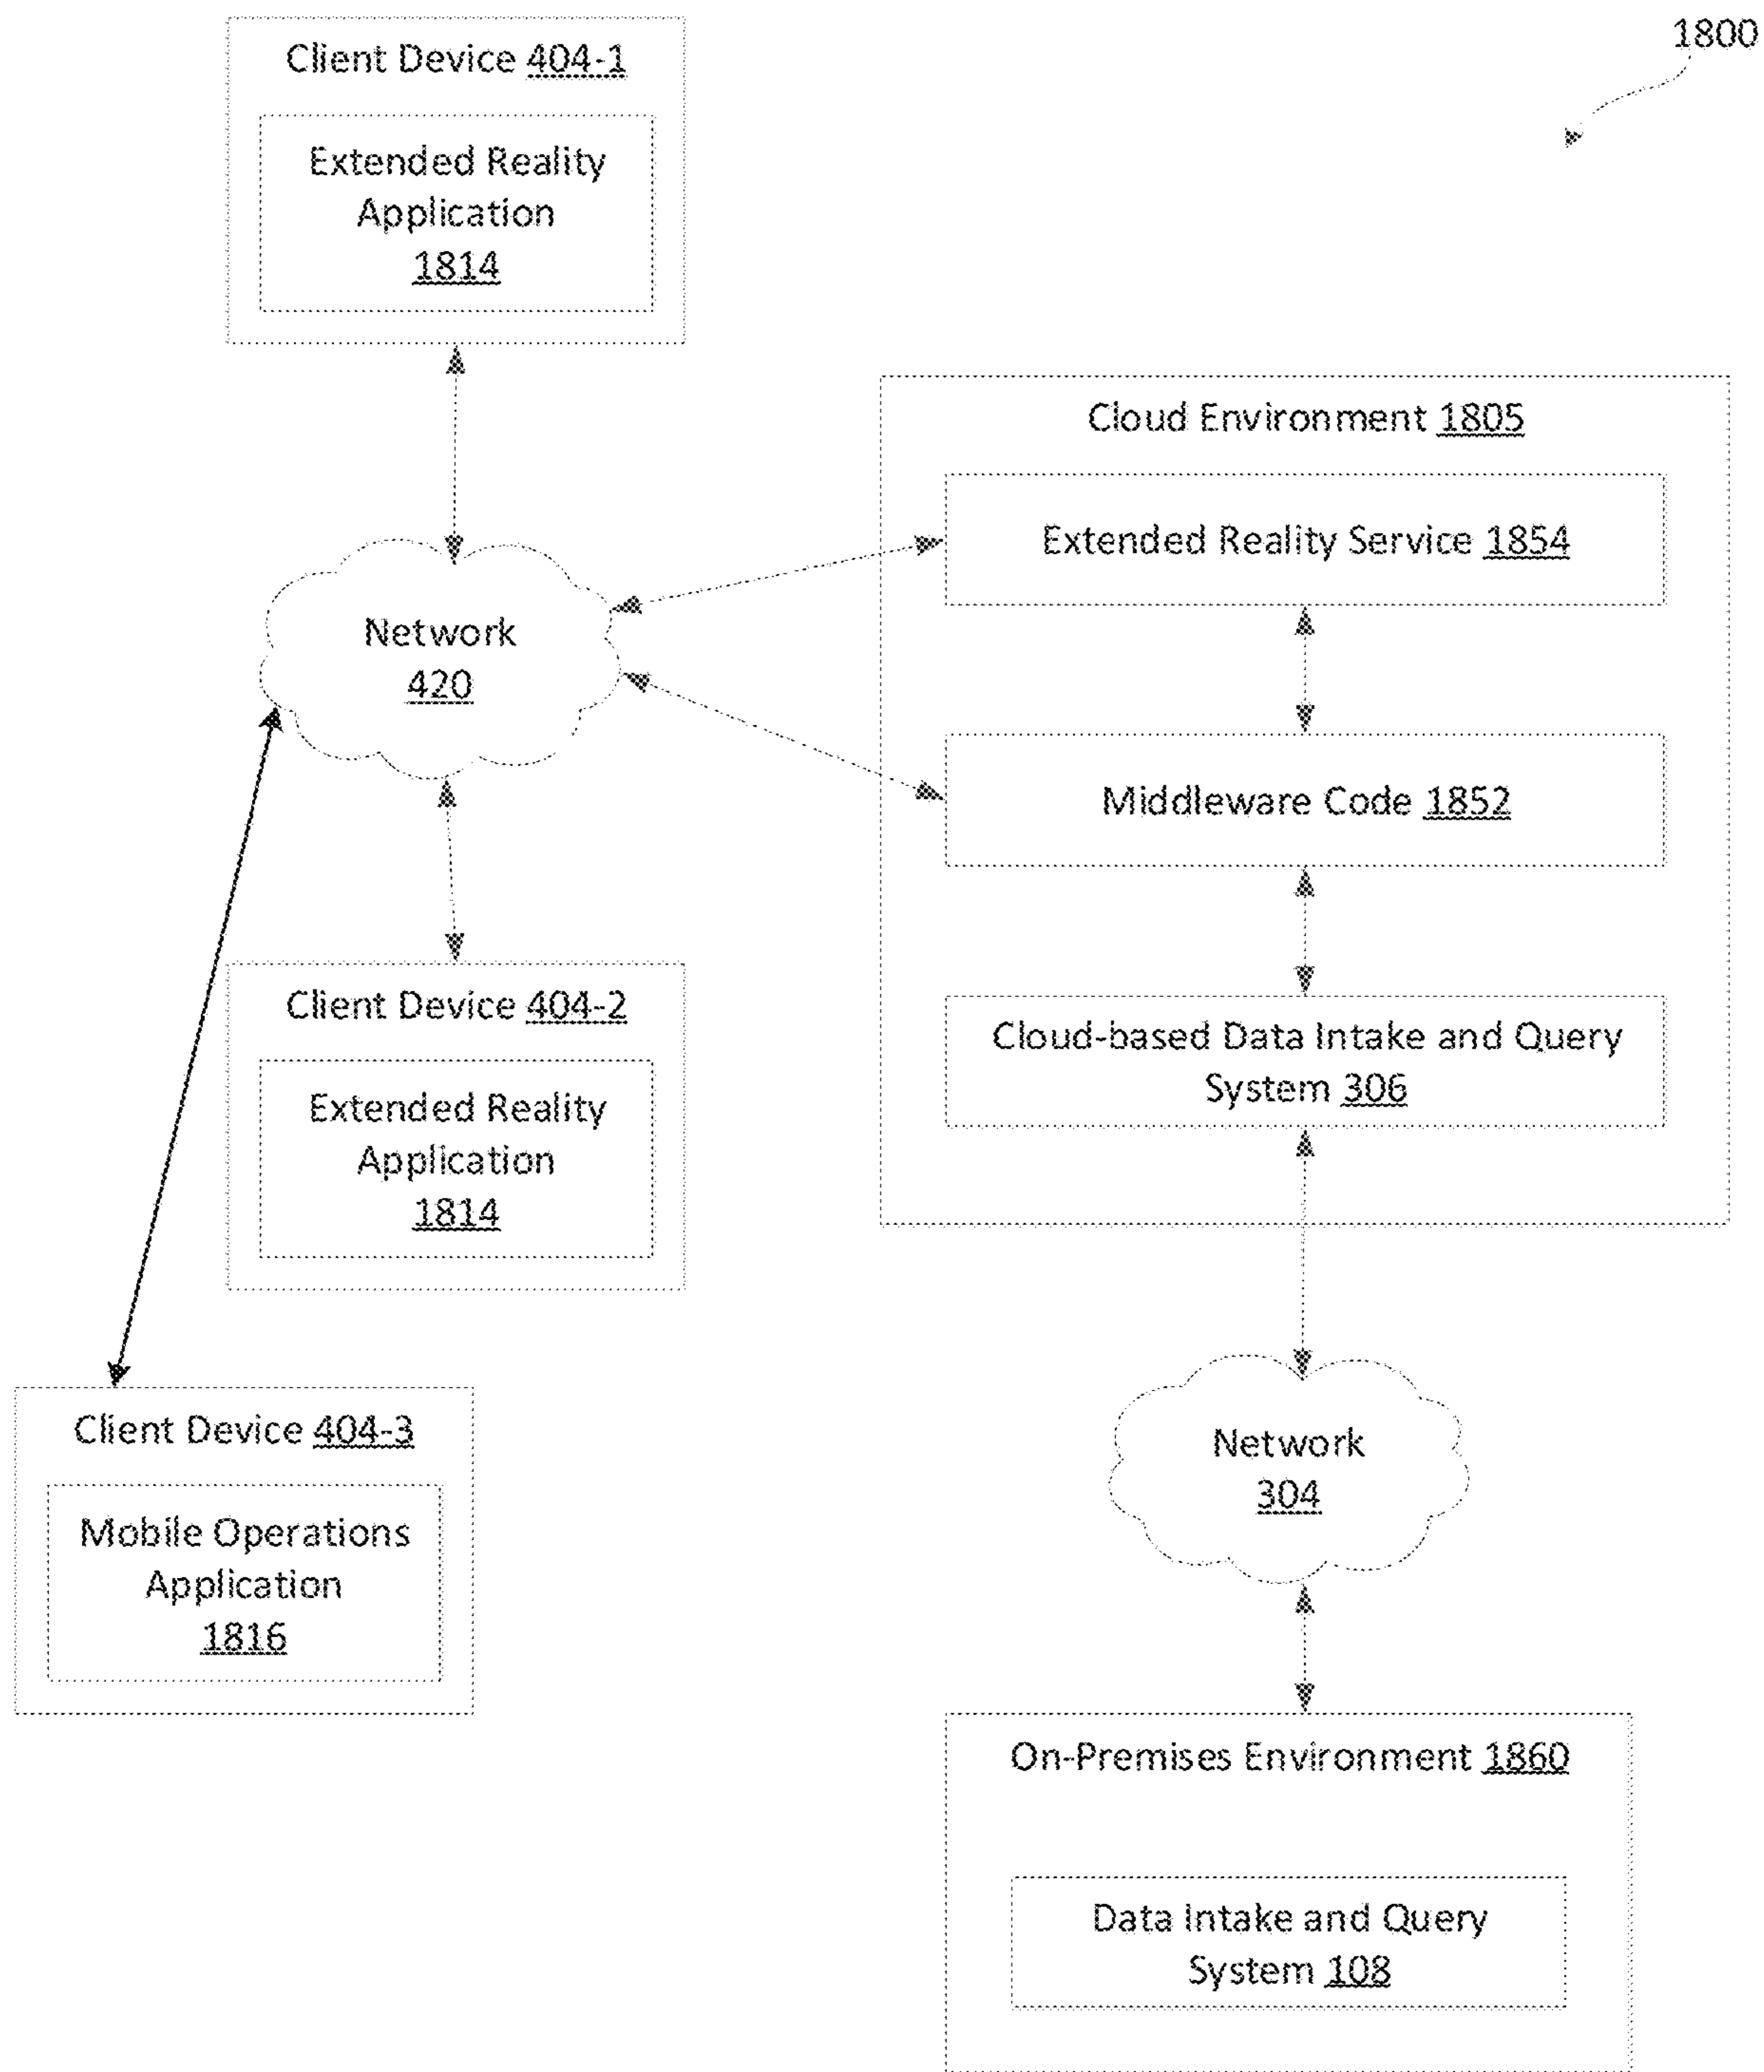 1800
Client Device 404-1
Extended Reality
Application
1814
Cloud Environment 1805
Extended Reality Service 1854
Network
420
Middleware Code 1852
Client Device 404-2
Extended Reality
Application
1814
Cloud-based Data Intake and Query
System 306
Client Device 404-3
Mobile Operations
Application
1816
Network
304
On-Premises Environment 1860
Data Intake and Query
System 108